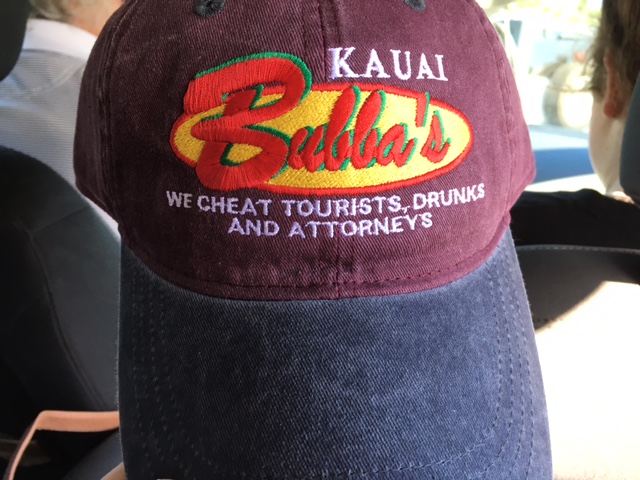 KAUAI
Bubba's
WE CHEAT TOURISTS, DRUNKS
AND ATTORNEYS